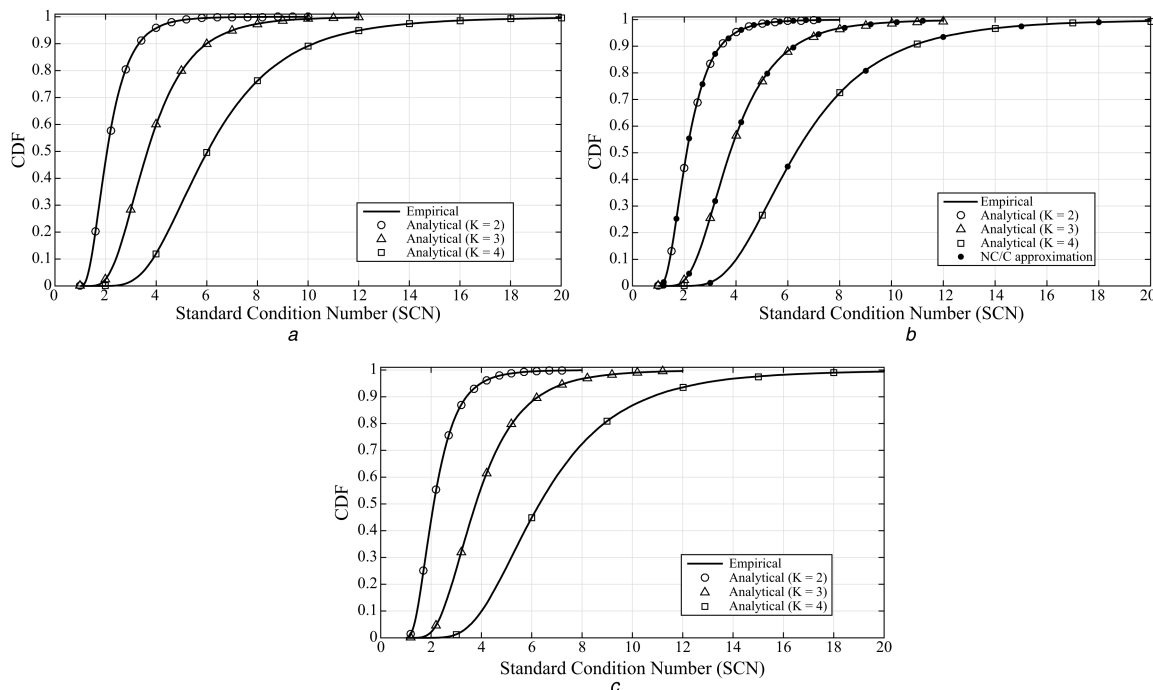 1
0.9
0.8
0.7
0.6
0.5
0.4
0.3
0.2
0.1
0
CDF
Empirical
Analytical (K = 2)
Analytical (K = 3)
Analytical (K = 4)
0 2 4 6 8 10 12 14 16 18 20
Standard Condition Number (SCN)
a
1
0.9
0.8
0.7
0.6
0.5
0.4
0.3
0.2
0.1
0
CDF
Empirical
Analytical (K = 2)
Analytical (K = 3)
Analytical (K = 4)
NC/C approximation
0 2 4 6 8 10 12 14 16 18 20
Standard Condition Number (SCN)
b
1
0.9
0.8
0.7
0.6
0.5
0.4
0.3
0.2
0.1
0
CDF
Empirical
Analytical (K = 2)
Analytical (K = 3)
Analytical (K = 4)
0 2 4 6 8 10 12 14 16 18 20
Standard Condition Number (SCN)
c